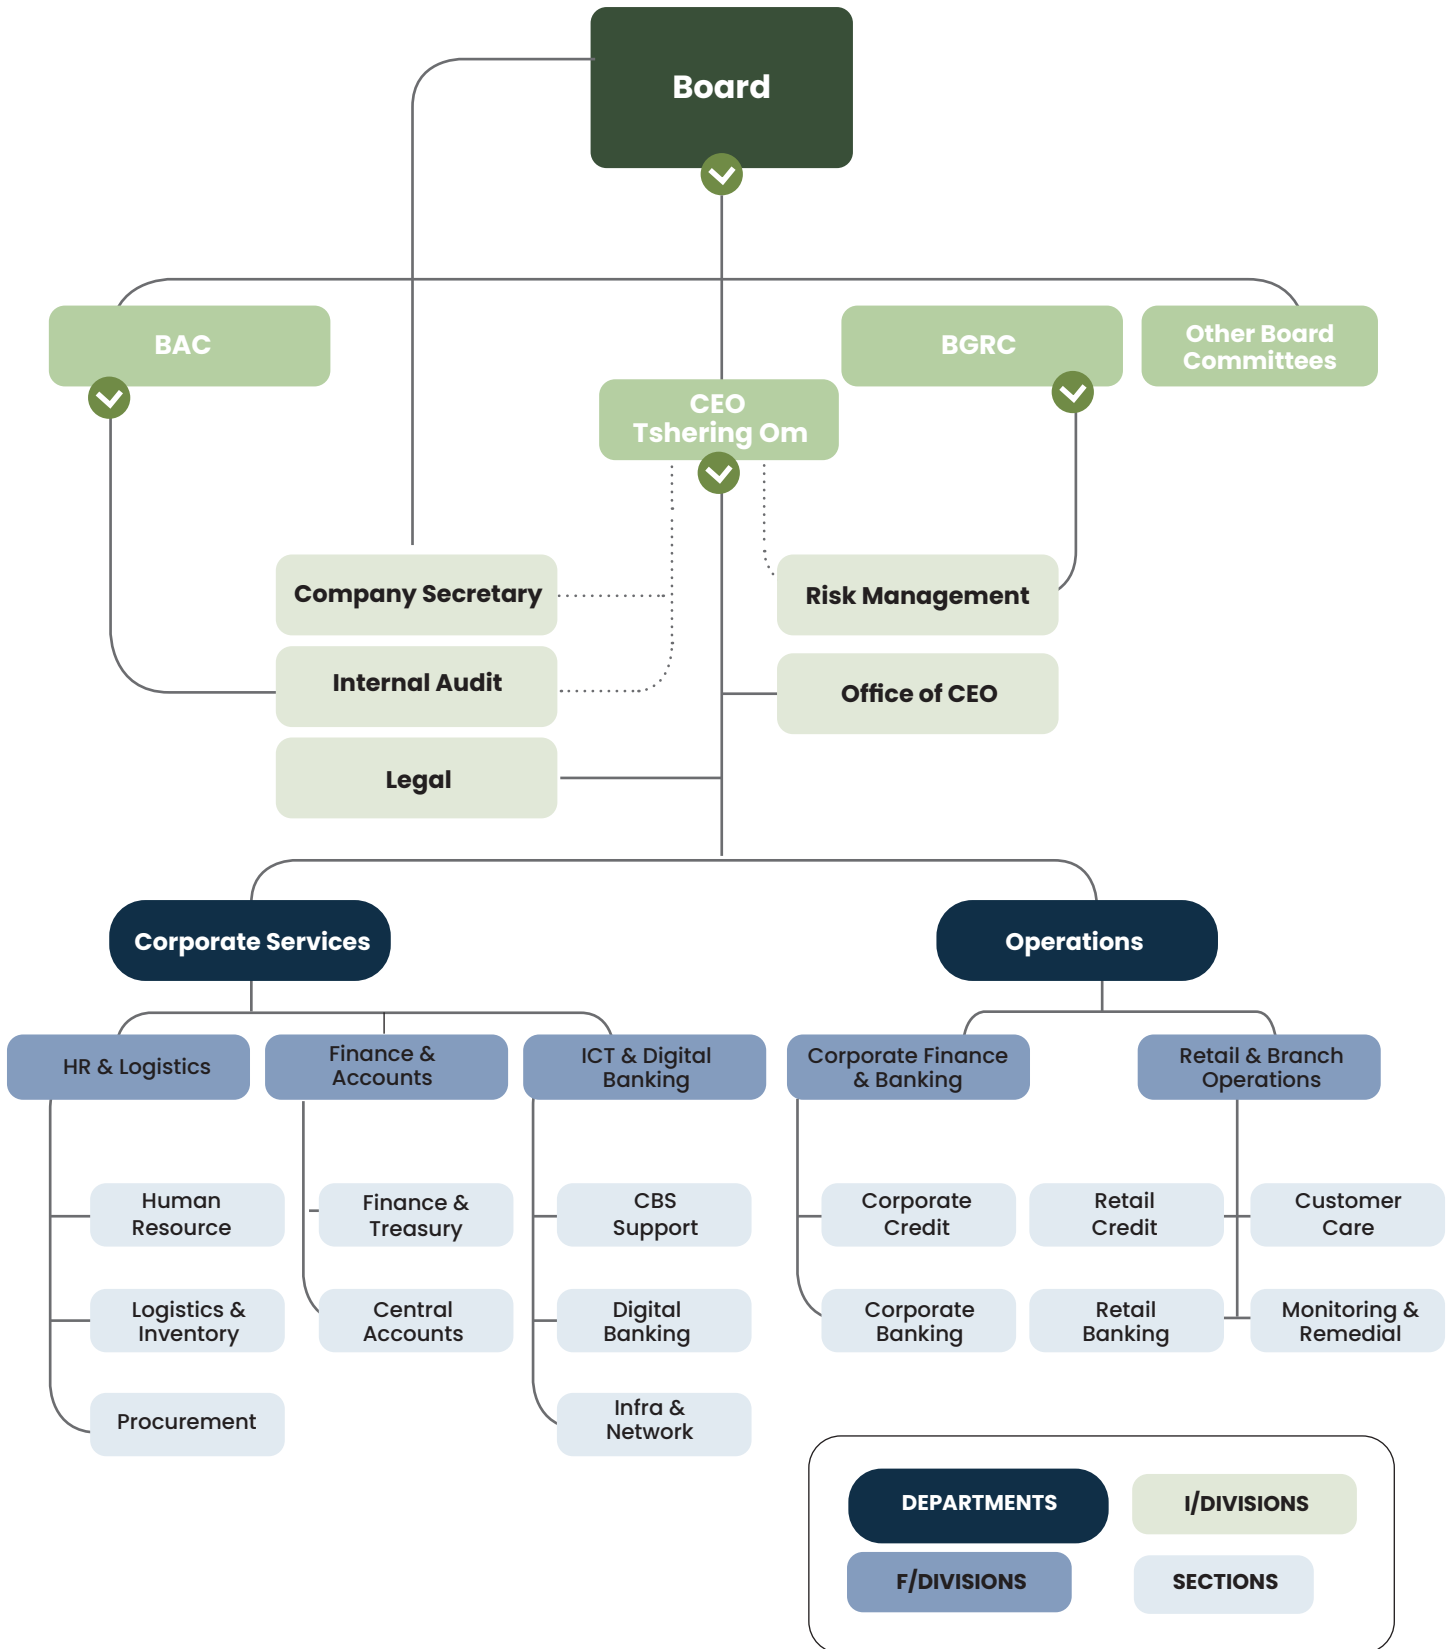 Board
BAC
BGRC
Other Board
Committees
CEO
Tshering Om
Company Secretary
Risk Management
Internal Audit
Office of CEO
Legal
Corporate Services
Operations
HR & Logistics
Finance &
Accounts
ICT & Digital
Banking
Corporate Finance
& Banking
Retail & Branch
Operations
Human
Resource
Finance &
Treasury
CBS
Support
Corporate
Credit
Retail
Credit
Customer
Care
Logistics &
Inventory
Central
Accounts
Digital
Banking
Corporate
Banking
Retail
Banking
Monitoring &
Remedial
Procurement
Infra &
Network
DEPARTMENTS
I/DIVISIONS
F/DIVISIONS
SECTIONS